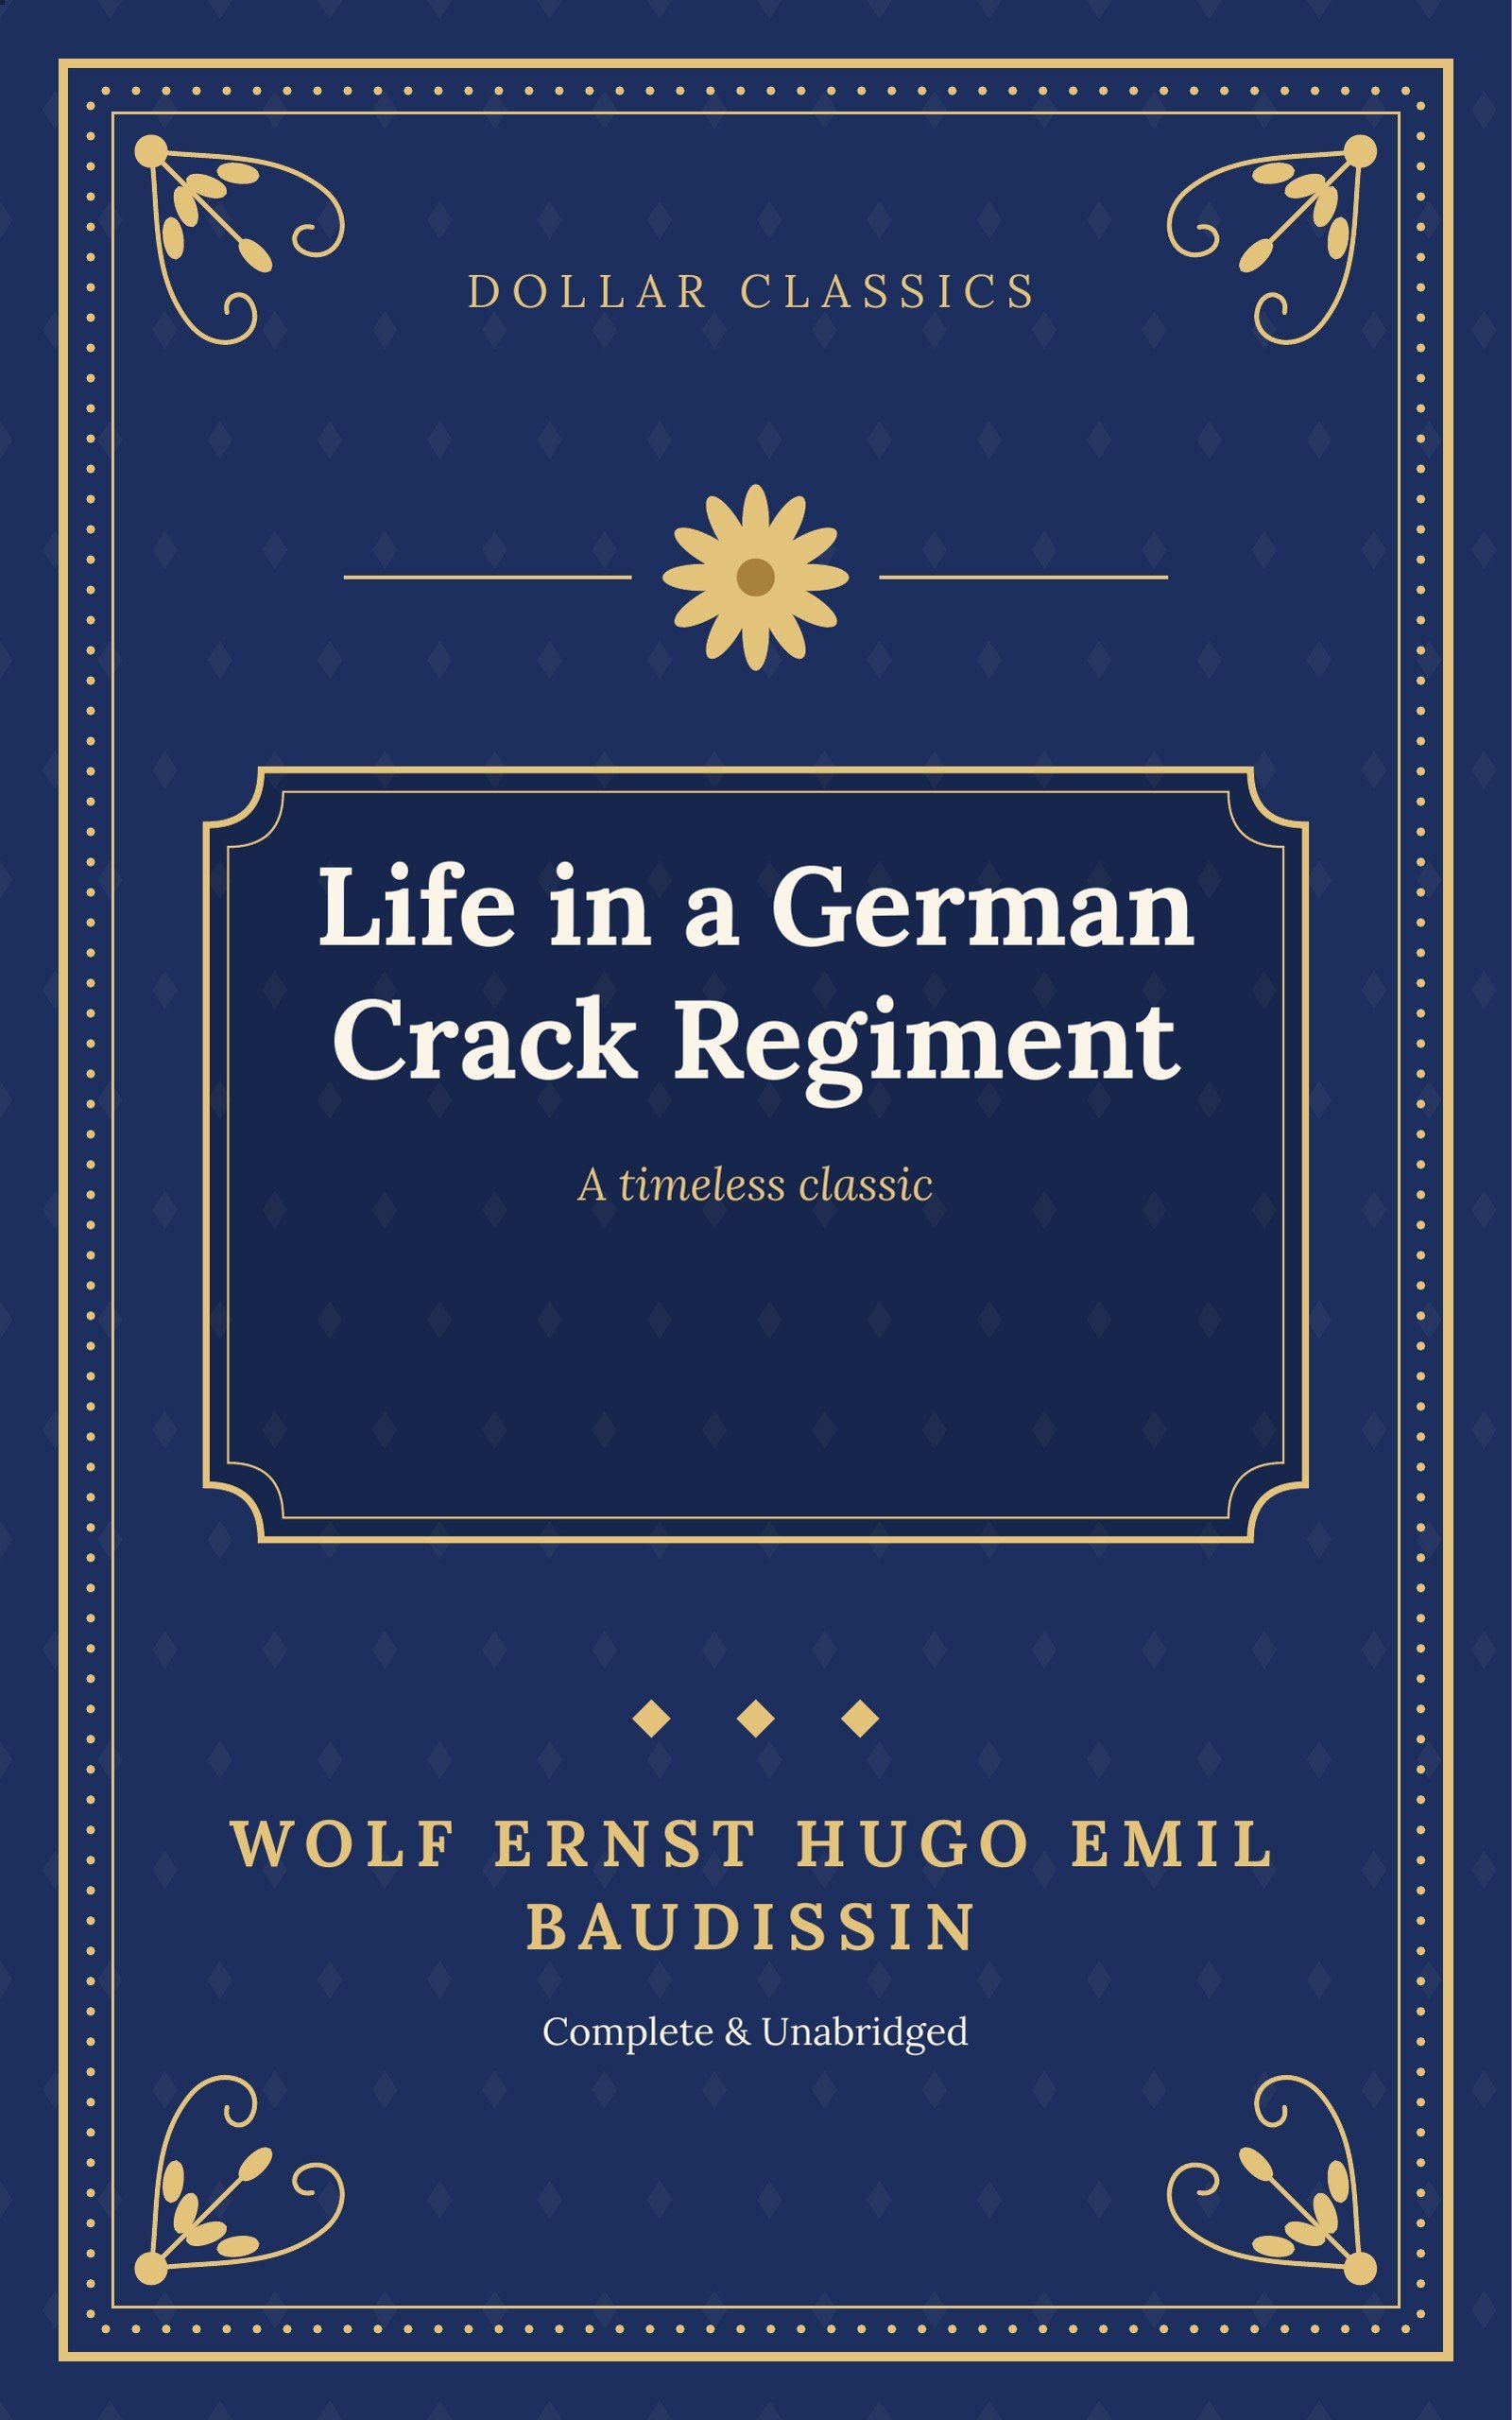 DOLLAR CLASSICS
Life in a German
Crack Regiment
A timeless classic
WOLF ERNST HUGO EMIL
BAUDISSIN
Complete & Unabridged